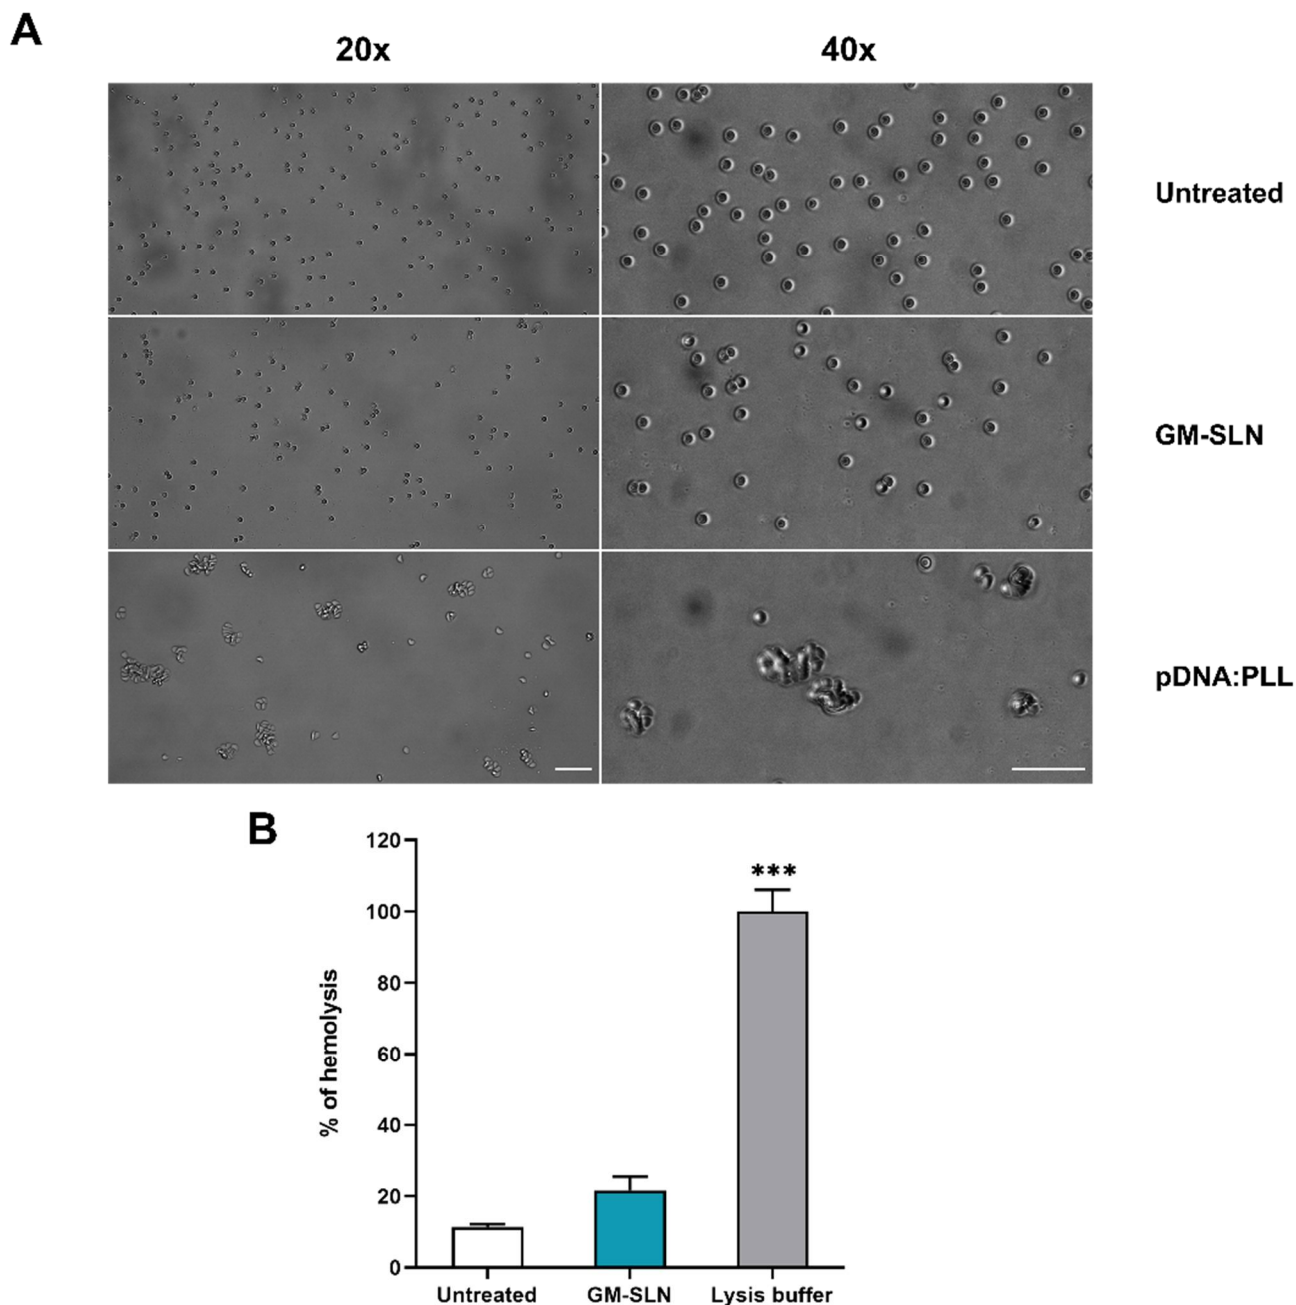 A
20x 40x
Untreated
GM-SLN
pDNA:PLL
B
120
***
100
80
60
40
20
0
% of hemolysis
Untreated GM-SLN Lysis buffer